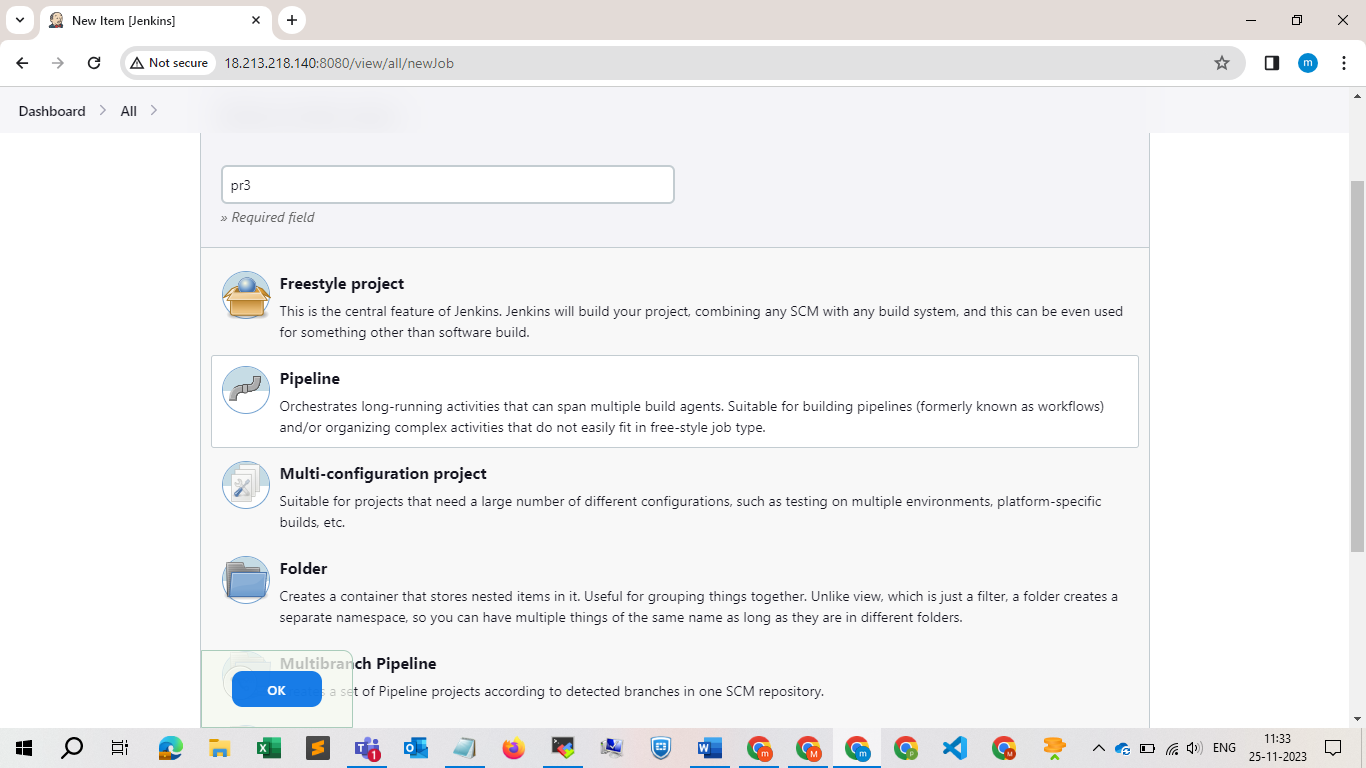 New Item [Jenkins]
Not secure
18.213.218.140:8080/view/all/newJob
m
Dashboard
All
pr3
» Required field
Freestyle project
This is the central feature of Jenkins. Jenkins will build your project, combining any SCM with any build system, and this can be even used
for something other than software build.
Pipeline
Orchestrates long-running activities that can span multiple build agents. Suitable for building pipelines (formerly known as workflows)
and/or organizing complex activities that do not easily fit in free-style job type.
Multi-configuration project
Suitable for projects that need a large number of different configurations, such as testing on multiple environments, platform-specific
builds, etc.
Folder
Creates a container that stores nested items in it. Useful for grouping things together. Unlike view, which is just a filter, a folder creates a
separate namespace, so you can have multiple things of the same name as long as they are in different folders.
Multibranch Pipeline
a set of Pipeline projects according to detected branches in one SCM repository.
OK
ENG
11:33
25-11-2023